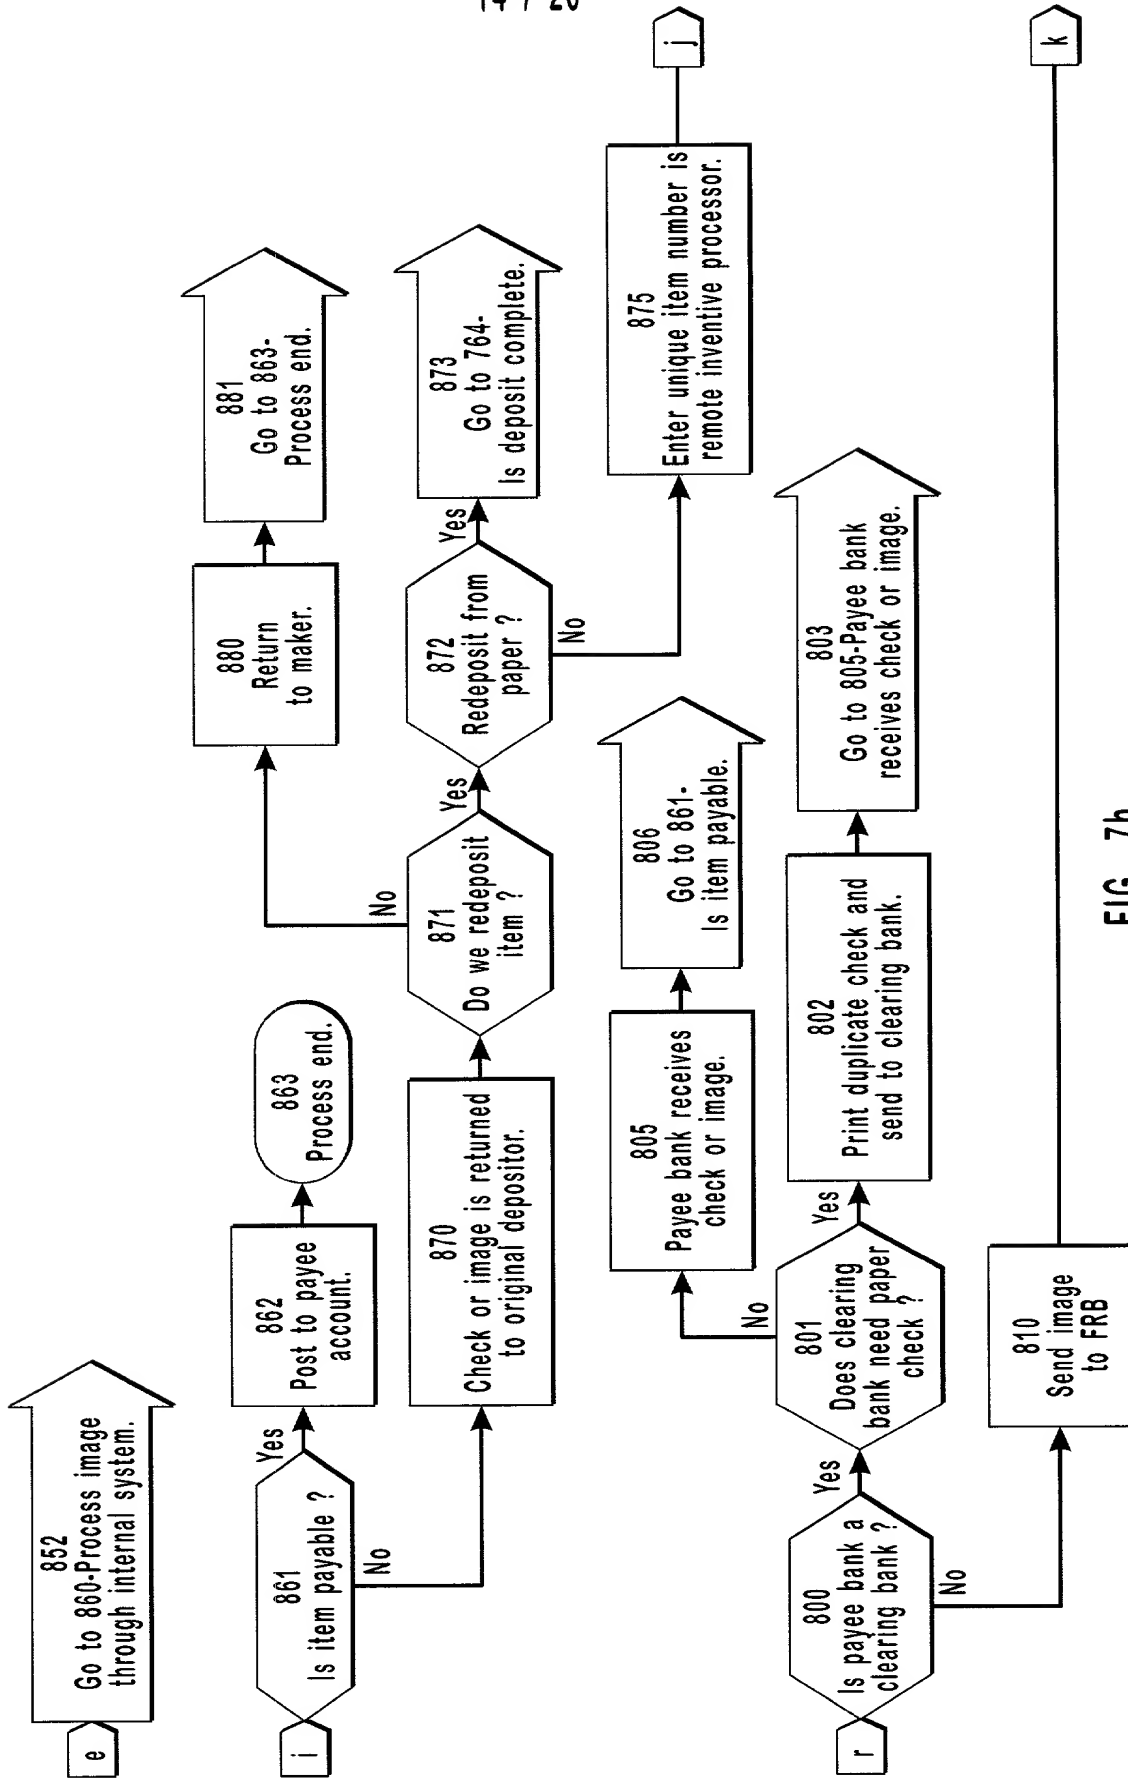 e
852
Go to 860-Process image
through internal system.
i
861
Is item payable ?
Yes
No
862
Post to payee
account.
863
Process end.
870
Check or image is returned
to original depositor.
871
Do we redeposit
item ?
No
Yes
880
Return
to maker.
881
Go to 863-
Process end.
872
Redeposit from
paper ?
Yes
No
873
Go to 764-
Is deposit complete.
875
Enter unique item number is
remote inventive processor.
j
r
800
Is payee bank a
clearing bank ?
Yes
No
801
Does clearing
bank need paper
check ?
No
Yes
805
Payee bank receives
check or image.
806
Go to 861-
Is item payable.
802
Print duplicate check and
send to clearing bank.
803
Go to 805-Payee bank
receives check or image.
810
Send image
to FRB
k